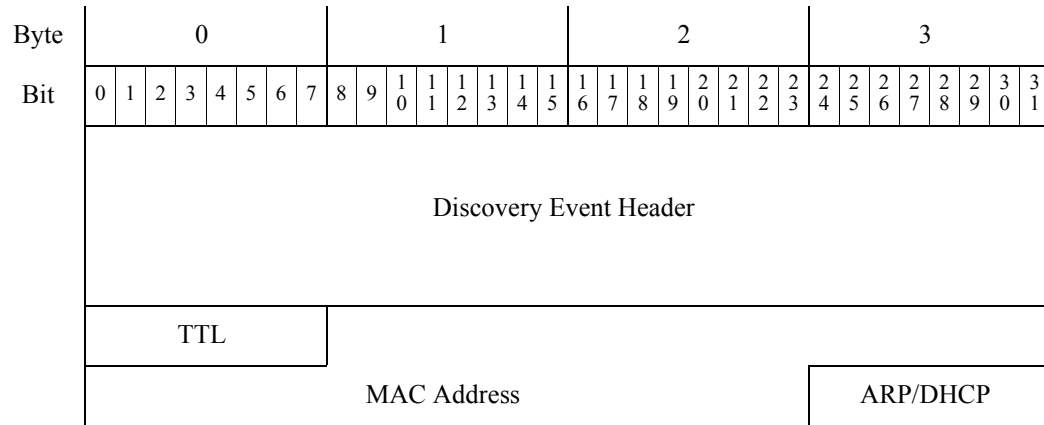 Byte 0 1 2 3
Bit 0 1 2 3 4 5 6 7 8 9 10 11 12 13 14 15 16 17 18 19 20 21 22 23 24 25 26 27 28 29 30 31
Discovery Event Header
TTL
MAC Address ARP/DHCP